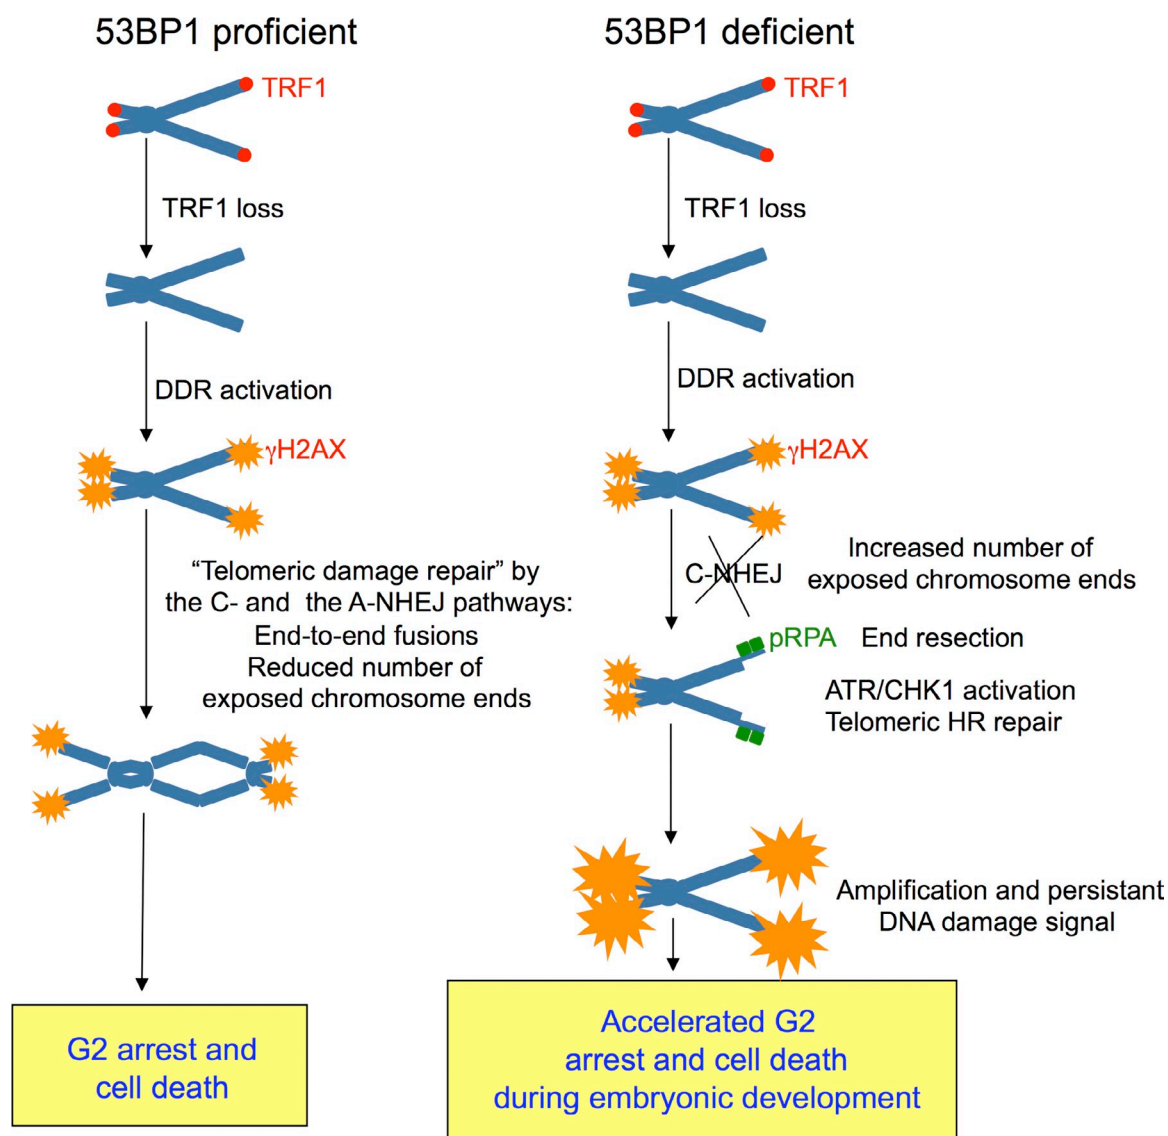 53BP1 proficient
TRF1
TRF1 loss
DDR activation
γH2AX
“Telomeric damage repair” by
the C- and the A-NHEJ pathways:
End-to-end fusions
Reduced number of
exposed chromosome ends
G2 arrest and
cell death
53BP1 deficient
TRF1
TRF1 loss
DDR activation
γH2AX
C-NHEJ
Increased number of
exposed chromosome ends
pRPA
End resection
ATR/CHK1 activation
Telomeric HR repair
Amplification and persistant
DNA damage signal
Accelerated G2
arrest and cell death
during embryonic development